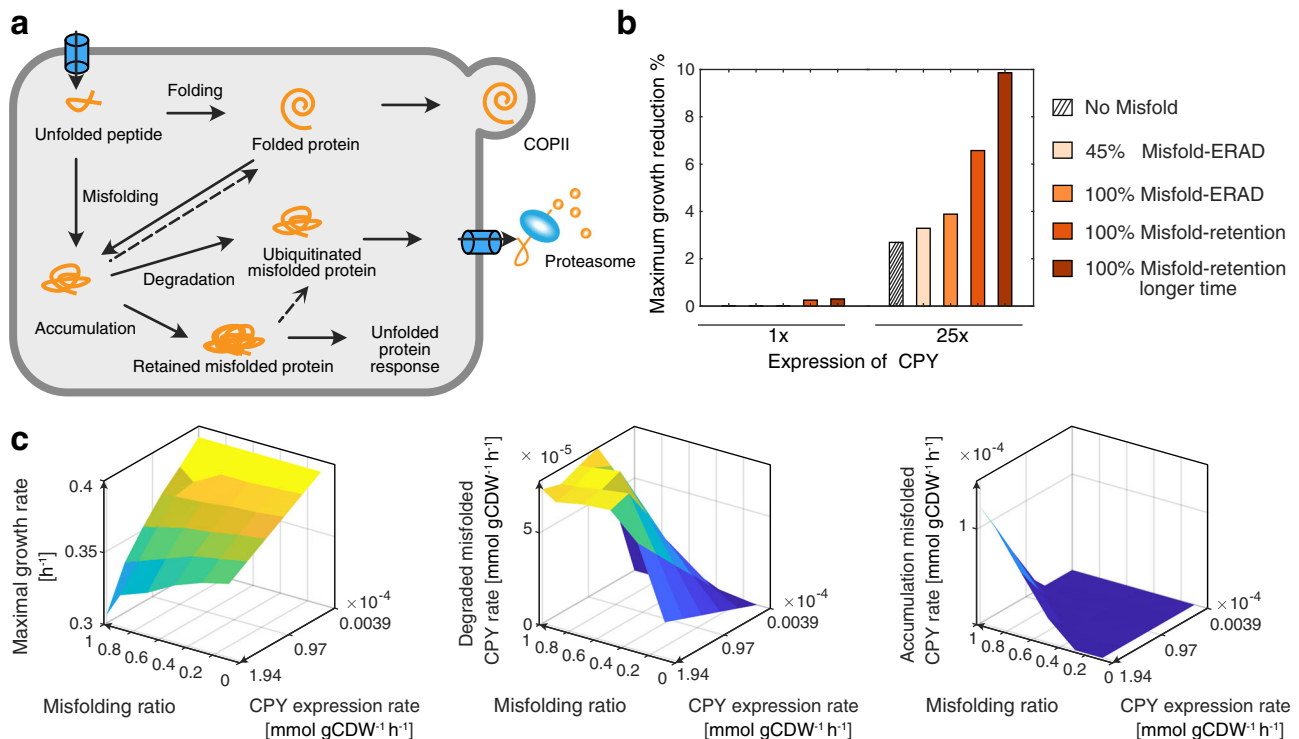 a
Unfolded peptide
Folding
Folded protein
COPII
Misfolding
Degradation
Ubiquitinated
misfolded protein
Proteasome
Accumulation
Retained misfolded protein
Unfolded
protein
response
b
Maximum growth reduction %
10
8
6
4
2
0
1x
25x
Expression of CPY
No Misfold
45% Misfold-ERAD
100% Misfold-ERAD
100% Misfold-retention
100% Misfold-retention
longer time
c
Maximal growth rate
[h⁻¹]
0.4
0.35
0.3
1
0.8
0.6
0.4
0.2
0
Misfolding ratio
× 10⁻⁴
0.0039
0.97
1.94
CPY expression rate
[mmol gCDW⁻¹ h⁻¹]
Degraded misfolded
CPY rate [mmol gCDW⁻¹ h⁻¹]
× 10⁻⁵
5
0
1
0.8
0.6
0.4
0.2
0
Misfolding ratio
× 10⁻⁴
0.0039
0.97
1.94
CPY expression rate
[mmol gCDW⁻¹ h⁻¹]
Accumulation misfolded
CPY rate [mmol gCDW⁻¹ h⁻¹]
× 10⁻⁴
1
1
0.8
0.6
0.4
0.2
0
Misfolding ratio
× 10⁻⁴
0.0039
0.97
1.94
CPY expression rate
[mmol gCDW⁻¹ h⁻¹]